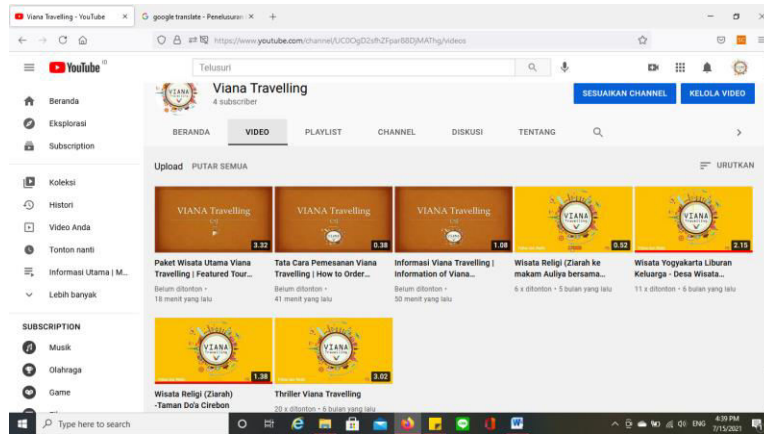 Viana Travelling - YouTube
google translate - Penelusuran
https://www.youtube.com/channel/UC0OgD2sfhZFparBBDjMAThg/videos
YouTube ID
Telusuri
Beranda
Eksplorasi
Subscription
Koleksi
Histori
Video Anda
Tonton nanti
Informasi Utama | M...
Lebih banyak
SUBSCRIPTION
Musik
Olahraga
Game
Viana Travelling
4 subscriber
SESUAIKAN CHANNEL
KELOLA VIDEO
BERANDA VIDEO PLAYLIST CHANNEL DISKUSI TENTANG
Upload PUTAR SEMUA
URUTKAN
VIANA Travelling
3.32
Paket Wisata Utama Viana
Travelling | Featured Tour...
Belum ditonton •
18 menit yang lalu
VIANA Travelling
0.38
Tata Cara Pemesanan Viana
Travelling | How to Order...
Belum ditonton •
41 menit yang lalu
VIANA Travelling
1.08
Informasi Viana Travelling |
Information of Viana...
Belum ditonton •
50 menit yang lalu
VIANA
0.52
Wisata Religi (Ziarah ke
makam Auliya bersama...
6 x ditonton • 5 bulan yang lalu
VIANA
2.15
Wisata Yogyakarta Liburan
Keluarga - Desa Wisata...
11 x ditonton • 6 bulan yang lalu
VIANA
1.38
Wisata Religi (Ziarah)
-Taman Do'a Cirebon
VIANA
3.02
Thriller Viana Travelling
20 x ditonton • 6 bulan yang lalu
Type here to search
ENG
4:39 PM
7/15/2021